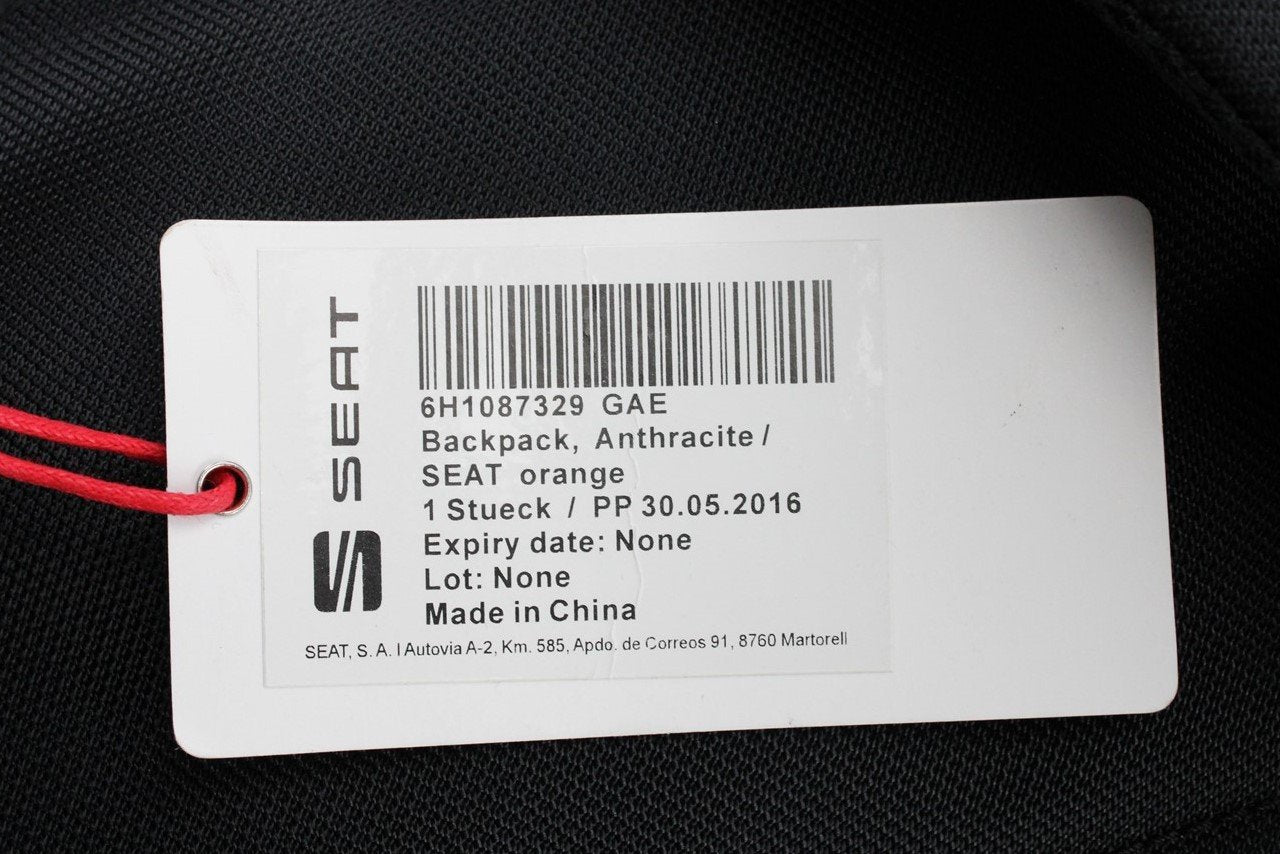 SEAT
6H1087329 GAE
Backpack, Anthracite /
SEAT orange
1 Stueck / PP 30.05.2016
Expiry date: None
Lot: None
Made in China
SEAT, S. A. I Autovia A-2, Km. 585, Apdo. de Correos 91, 8760 Martorell